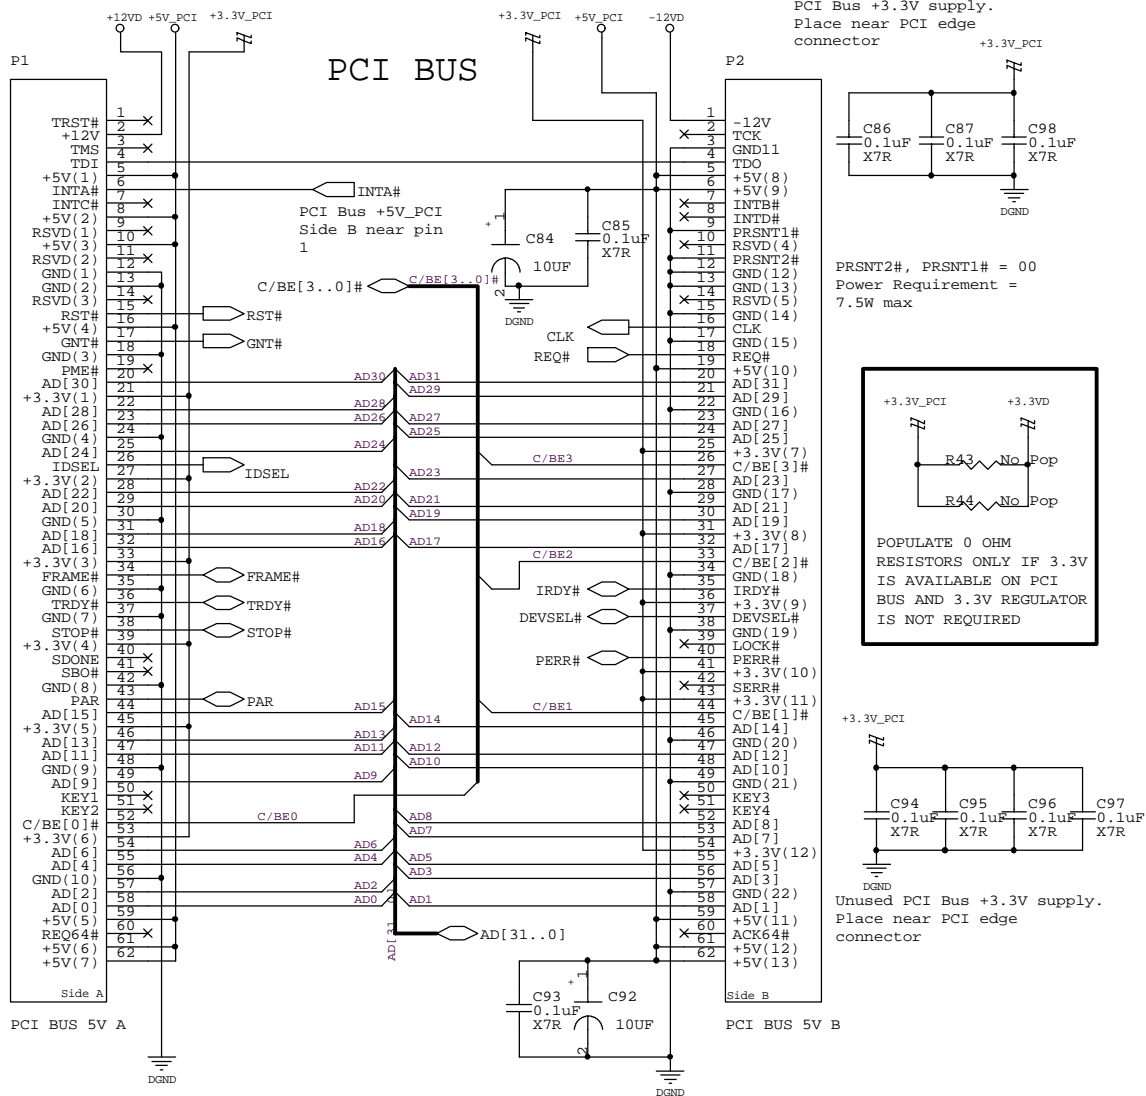 PCI Bus +3.3V supply.
Place near PCI edge
connector
+12VD
+5V_PCI
+3.3V_PCI
+3.3V_PCI
+5V_PCI
-12VD
+3.3V_PCI
PCI BUS
P1
1 TRST#
2 +12V
3 TMS
4 TDI
5 +5V(1)
6 INTA#
7 INTC#
8 +5V(2)
9 RSVD(1)
10 +5V(3)
11 RSVD(2)
12 GND(1)
13 GND(2)
14 RSVD(3)
15 RST#
16 +5V(4)
17 GNT#
18 GND(3)
19 PME#
20 AD[30]
21 +3.3V(1)
22 AD[28]
23 AD[26]
24 GND(4)
25 AD[24]
26 IDSEL
27 +3.3V(2)
28 AD[22]
29 AD[20]
30 GND(5)
31 AD[18]
32 AD[16]
33 +3.3V(3)
34 FRAME#
35 GND(6)
36 TRDY#
37 GND(7)
38 STOP#
39 +3.3V(4)
40 SDONE
41 SBO#
42 GND(8)
43 PAR
44 AD[15]
45 +3.3V(5)
46 AD[13]
47 AD[11]
48 GND(9)
49 AD[9]
50 KEY1
51 KEY2
52 C/BE[0]#
53 +3.3V(6)
54 AD[6]
55 AD[4]
56 GND(10)
57 AD[2]
58 AD[0]
59 +5V(5)
60 REQ64#
61 +5V(6)
62 +5V(7)
Side A
PCI BUS 5V A
DGND
INTA#
PCI Bus +5V_PCI
Side B near pin
1
C/BE[3..0]#
C/BE[3..0]#
RST#
GNT#
IDSEL
FRAME#
TRDY#
STOP#
PAR
1
+
C84
10UF
2
C85
0.1uF
X7R
DGND
CLK
REQ#
AD30 AD31
AD29
AD28
AD26 AD27
AD25
AD24
C/BE3
AD23
AD22
AD20 AD21
AD19
AD18
AD16 AD17
C/BE2
IRDY#
DEVSEL#
PERR#
C/BE1
AD15
AD14
AD13
AD11 AD12
AD10
AD9
C/BE0
AD8
AD7
AD6
AD4 AD5
AD3
AD2
AD0 AD1
AD[31..0]
C93
0.1uF
X7R
1
+
C92
10UF
2
DGND
P2
1 -12V
2 TCK
3 GND11
4 TDO
5 +5V(8)
6 +5V(9)
7 INTB#
8 INTD#
9 PRSNT1#
10 RSVD(4)
11 PRSNT2#
12 GND(12)
13 GND(13)
14 RSVD(5)
15 GND(14)
16 CLK
17 GND(15)
18 REQ#
19 +5V(10)
20 AD[31]
21 AD[29]
22 GND(16)
23 AD[27]
24 AD[25]
25 +3.3V(7)
26 C/BE[3]#
27 AD[23]
28 GND(17)
29 AD[21]
30 AD[19]
31 +3.3V(8)
32 AD[17]
33 C/BE[2]#
34 GND(18)
35 IRDY#
36 +3.3V(9)
37 DEVSEL#
38 GND(19)
39 LOCK#
40 PERR#
41 +3.3V(10)
42 SERR#
43 +3.3V(11)
44 C/BE[1]#
45 AD[14]
46 GND(20)
47 AD[12]
48 AD[10]
49 GND(21)
50 KEY3
51 KEY4
52 AD[8]
53 AD[7]
54 +3.3V(12)
55 AD[5]
56 AD[3]
57 GND(22)
58 AD[1]
59 +5V(11)
60 ACK64#
61 +5V(12)
62 +5V(13)
Side B
PCI BUS 5V B
C86
0.1uF
X7R
C87
0.1uF
X7R
C98
0.1uF
X7R
DGND
PRSNT2#, PRSNT1# = 00
Power Requirement =
7.5W max
+3.3V_PCI
+3.3VD
R43 No Pop
R44 No Pop
POPULATE 0 OHM
RESISTORS ONLY IF 3.3V
IS AVAILABLE ON PCI
BUS AND 3.3V REGULATOR
IS NOT REQUIRED
+3.3V_PCI
C94
0.1uF
X7R
C95
0.1uF
X7R
C96
0.1uF
X7R
C97
0.1uF
X7R
DGND
Unused PCI Bus +3.3V supply.
Place near PCI edge
connector